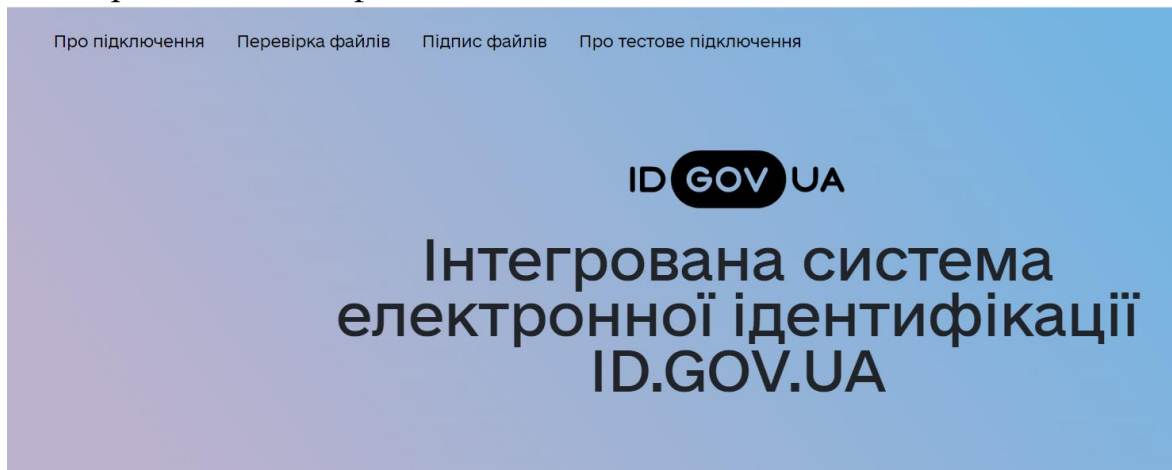 Про підключення Перевірка файлів Підпис файлів Про тестове підключення
ID GOV UA
Інтегрована система
електронної ідентифікації
ID.GOV.UA